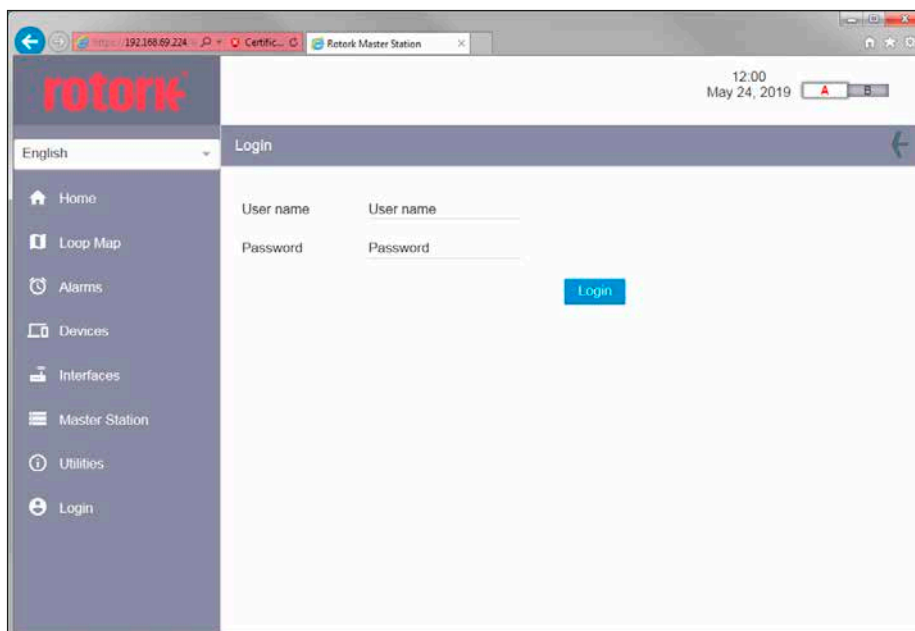 https://192.168.69.224
Certific...
Rotork Master Station
rotork
12:00
May 24, 2019
A
B
English
Login
Home
Loop Map
Alarms
Devices
Interfaces
Master Station
Utilities
Login
User name
User name
Password
Password
Login